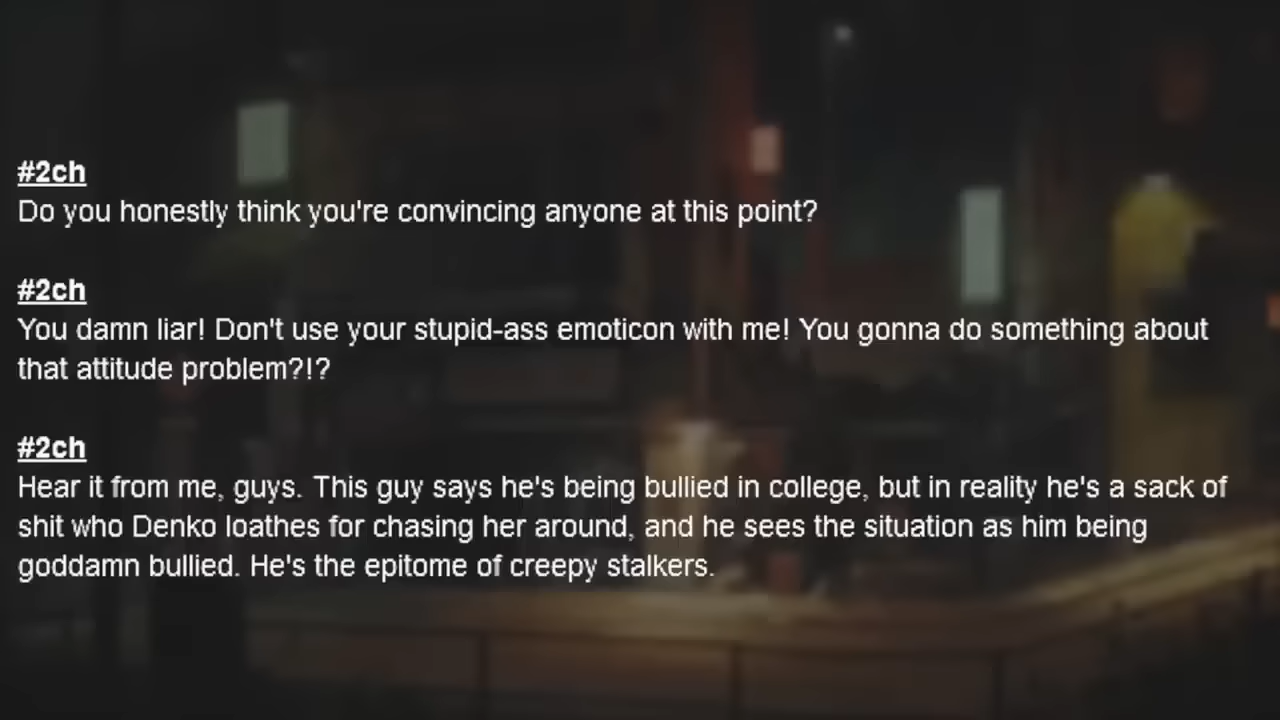 #2ch
Do you honestly think you're convincing anyone at this point?
#2ch
You damn liar! Don't use your stupid-ass emoticon with me! You gonna do something about
that attitude problem?!?
#2ch
Hear it from me, guys. This guy says he's being bullied in college, but in reality he's a sack of
shit who Denko loathes for chasing her around, and he sees the situation as him being
goddamn bullied. He's the epitome of creepy stalkers.